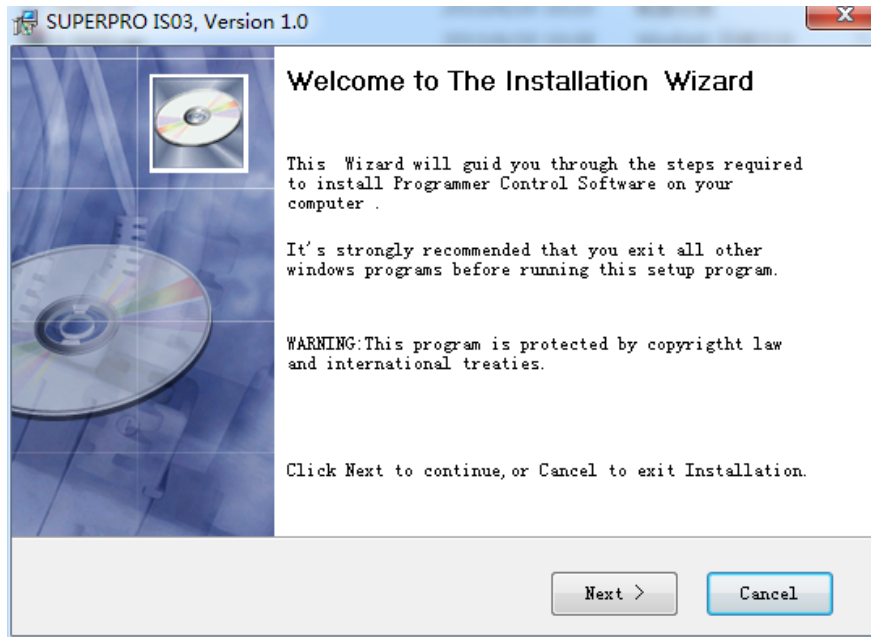 SUPERPRO IS03, Version 1.0
Welcome to The Installation Wizard
This Wizard will guid you through the steps required
to install Programmer Control Software on your
computer .
It's strongly recommended that you exit all other
windows programs before running this setup program.
WARNING:This program is protected by copyrigtht law
and international treaties.
Click Next to continue,or Cancel to exit Installation.
Next >
Cancel